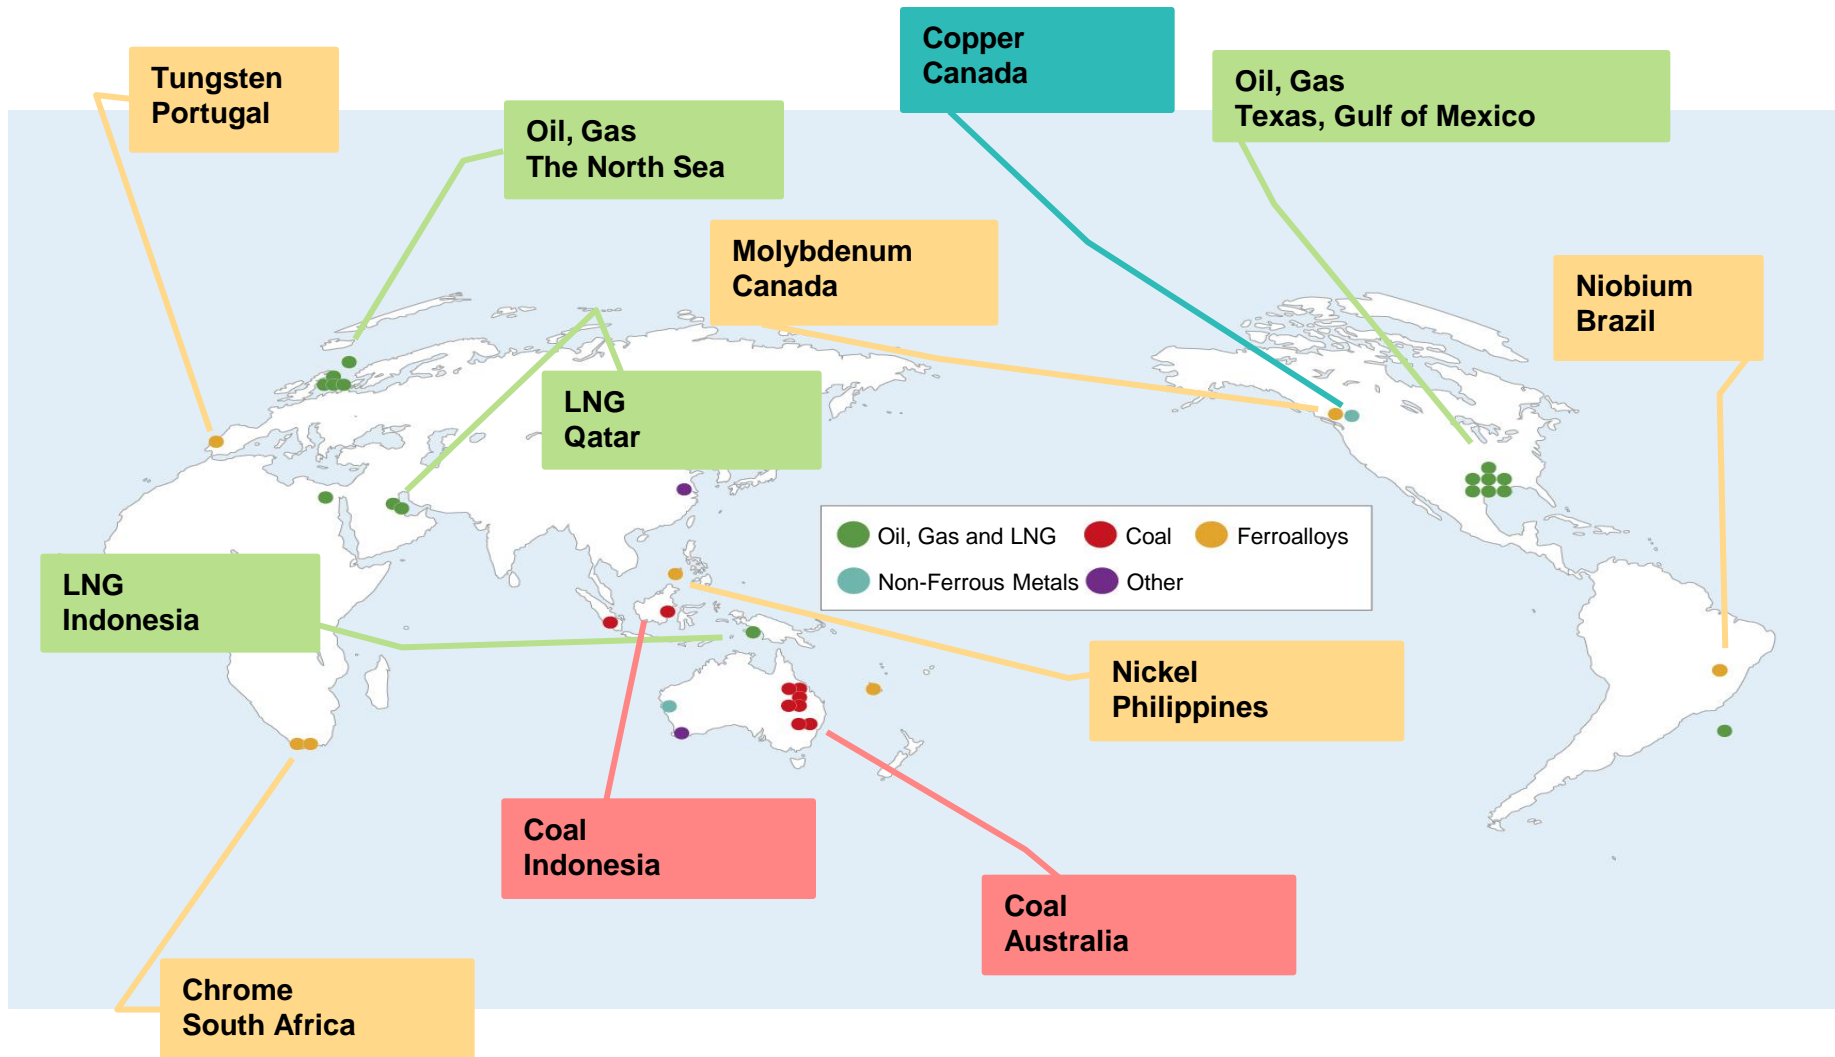 Copper
Canada
Tungsten
Portugal
Oil, Gas
Texas, Gulf of Mexico
Oil, Gas
The North Sea
Molybdenum
Canada
Niobium
Brazil
LNG
Qatar
Oil, Gas and LNG
Coal
Ferroalloys
Non-Ferrous Metals
Other
LNG
Indonesia
Nickel
Philippines
Coal
Indonesia
Coal
Australia
Chrome
South Africa